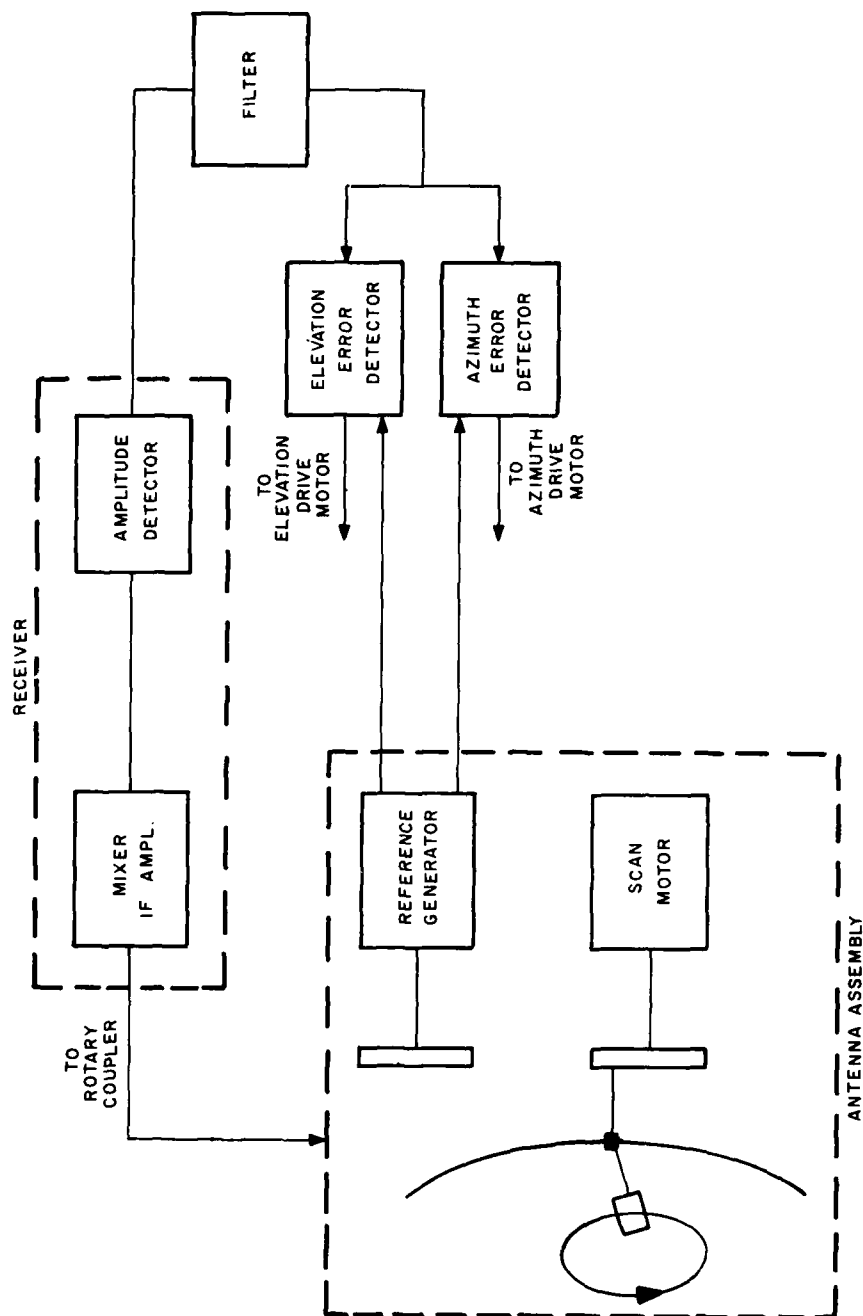 RECEIVER
TO
ROTARY
COUPLER
MIXER
IF AMPL.
AMPLITUDE
DETECTOR
FILTER
TO
ELEVATION
DRIVE
MOTOR
ELEVATION
ERROR
DETECTOR
TO
AZIMUTH
DRIVE
MOTOR
AZIMUTH
ERROR
DETECTOR
REFERENCE
GENERATOR
SCAN
MOTOR
ANTENNA ASSEMBLY